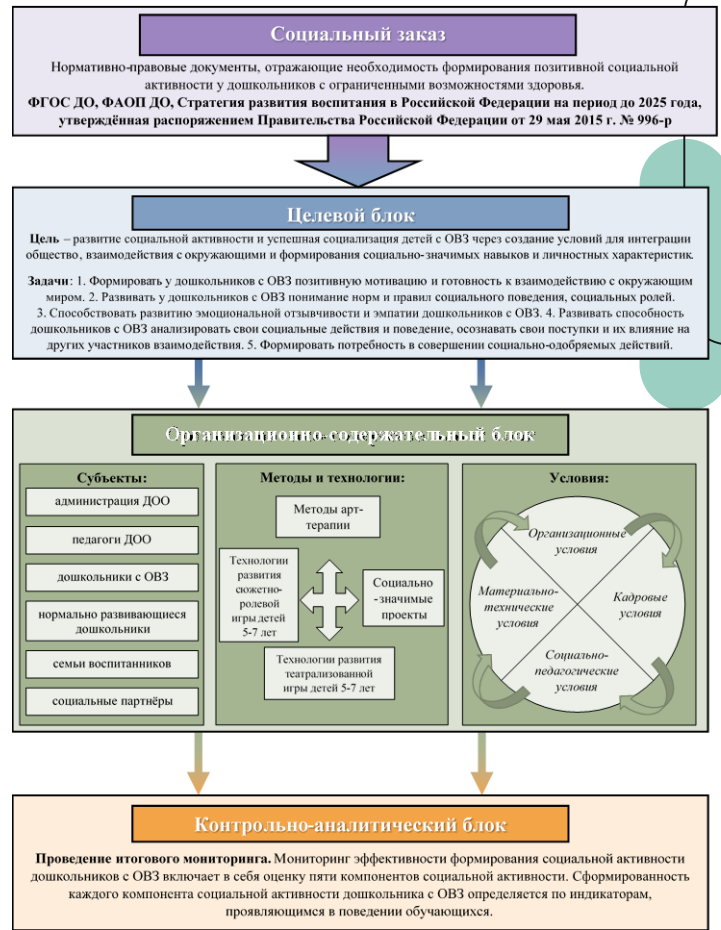 Социальный заказ
Нормативно-правовые документы, отражающие необходимость формирования позитивной социальной
активности у дошкольников с ограниченными возможностями здоровья.
ФГОС ДО, ФАОП ДО, Стратегия развития воспитания в Российской Федерации на период до 2025 года,
утверждённая распоряжением Правительства Российской Федерации от 29 мая 2015 г. № 996-р
Целевой блок
Цель – развитие социальной активности и успешная социализация детей с ОВЗ через создание условий для интеграции
общество, взаимодействия с окружающими и формирования социально-значимых навыков и личностных характеристик.
Задачи: 1. Формировать у дошкольников с ОВЗ позитивную мотивацию и готовность к взаимодействию с окружающим
миром. 2. Развивать у дошкольников с ОВЗ понимание норм и правил социального поведения, социальных ролей.
3. Способствовать развитию эмоциональной отзывчивости и эмпатии дошкольников с ОВЗ. 4. Развивать способность
дошкольников с ОВЗ анализировать свои социальные действия и поведение, осознавать свои поступки и их влияние на
других участников взаимодействия. 5. Формировать потребность в совершении социально-одобряемых действий.
Организационно-содержательный блок
Субъекты:
администрация ДОО
педагоги ДОО
дошкольники с ОВЗ
нормально развивающиеся
дошкольники
семьи воспитанников
социальные партнёры
Методы и технологии:
Методы арт-
терапии
Технологии
развития
сюжетно-
ролевой
игры детей
5-7 лет
Социально
-значимые
проекты
Технологии развития
театрализованной
игры детей 5-7 лет
Условия:
Организационные
условия
Материально-
технические
условия
Кадровые
условия
Социально-
педагогические
условия
Контрольно-аналитический блок
Проведение итогового мониторинга. Мониторинг эффективности формирования социальной активности
дошкольников с ОВЗ включает в себя оценку пяти компонентов социальной активности. Сформированность
каждого компонента социальной активности дошкольника с ОВЗ определяется по индикаторам,
проявляющимся в поведении обучающихся.